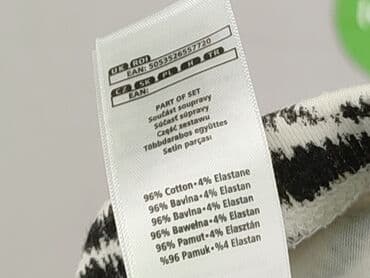 UK ROI
EAN: 5053526557720
CZ SK PL H TR
EAN:
PART OF SET
Součást soupravy
Súčasť súpravy
Część zestawu
Többdarabos együttes
Setin parçası
96% Cotton•4% Elastane
96% Bavlna•4% Elastan
96% Bavlna•4% Elastan
96% Bawełna•4% Elastan
96% Pamut•4% Elasztán
%96 Pamuk•%4 Elastan